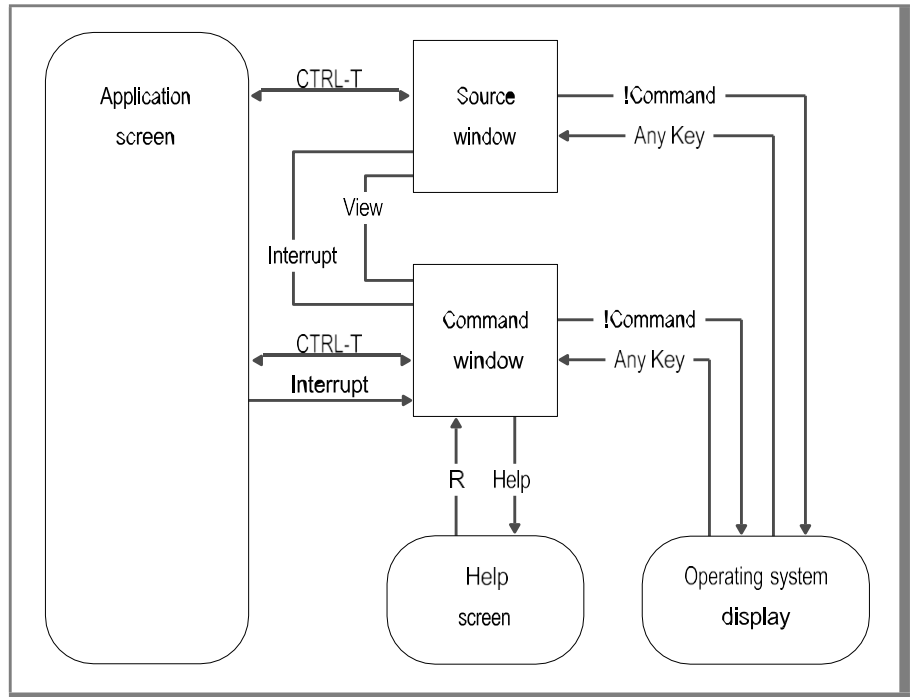 Application
screen
CTRL-T
Source
window
!Command
Any Key
View
Interrupt
Command
window
!Command
Any Key
CTRL-T
Interrupt
R
Help
Help
screen
Operating system
display